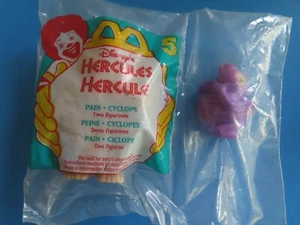 5
Disney's
HERCULES
HERCULE
PAIN • CYCLOPS
Two figurines
PEINE • CYCLOPES
Deux figurines
PAIN • CICLOPE
Dos figuras